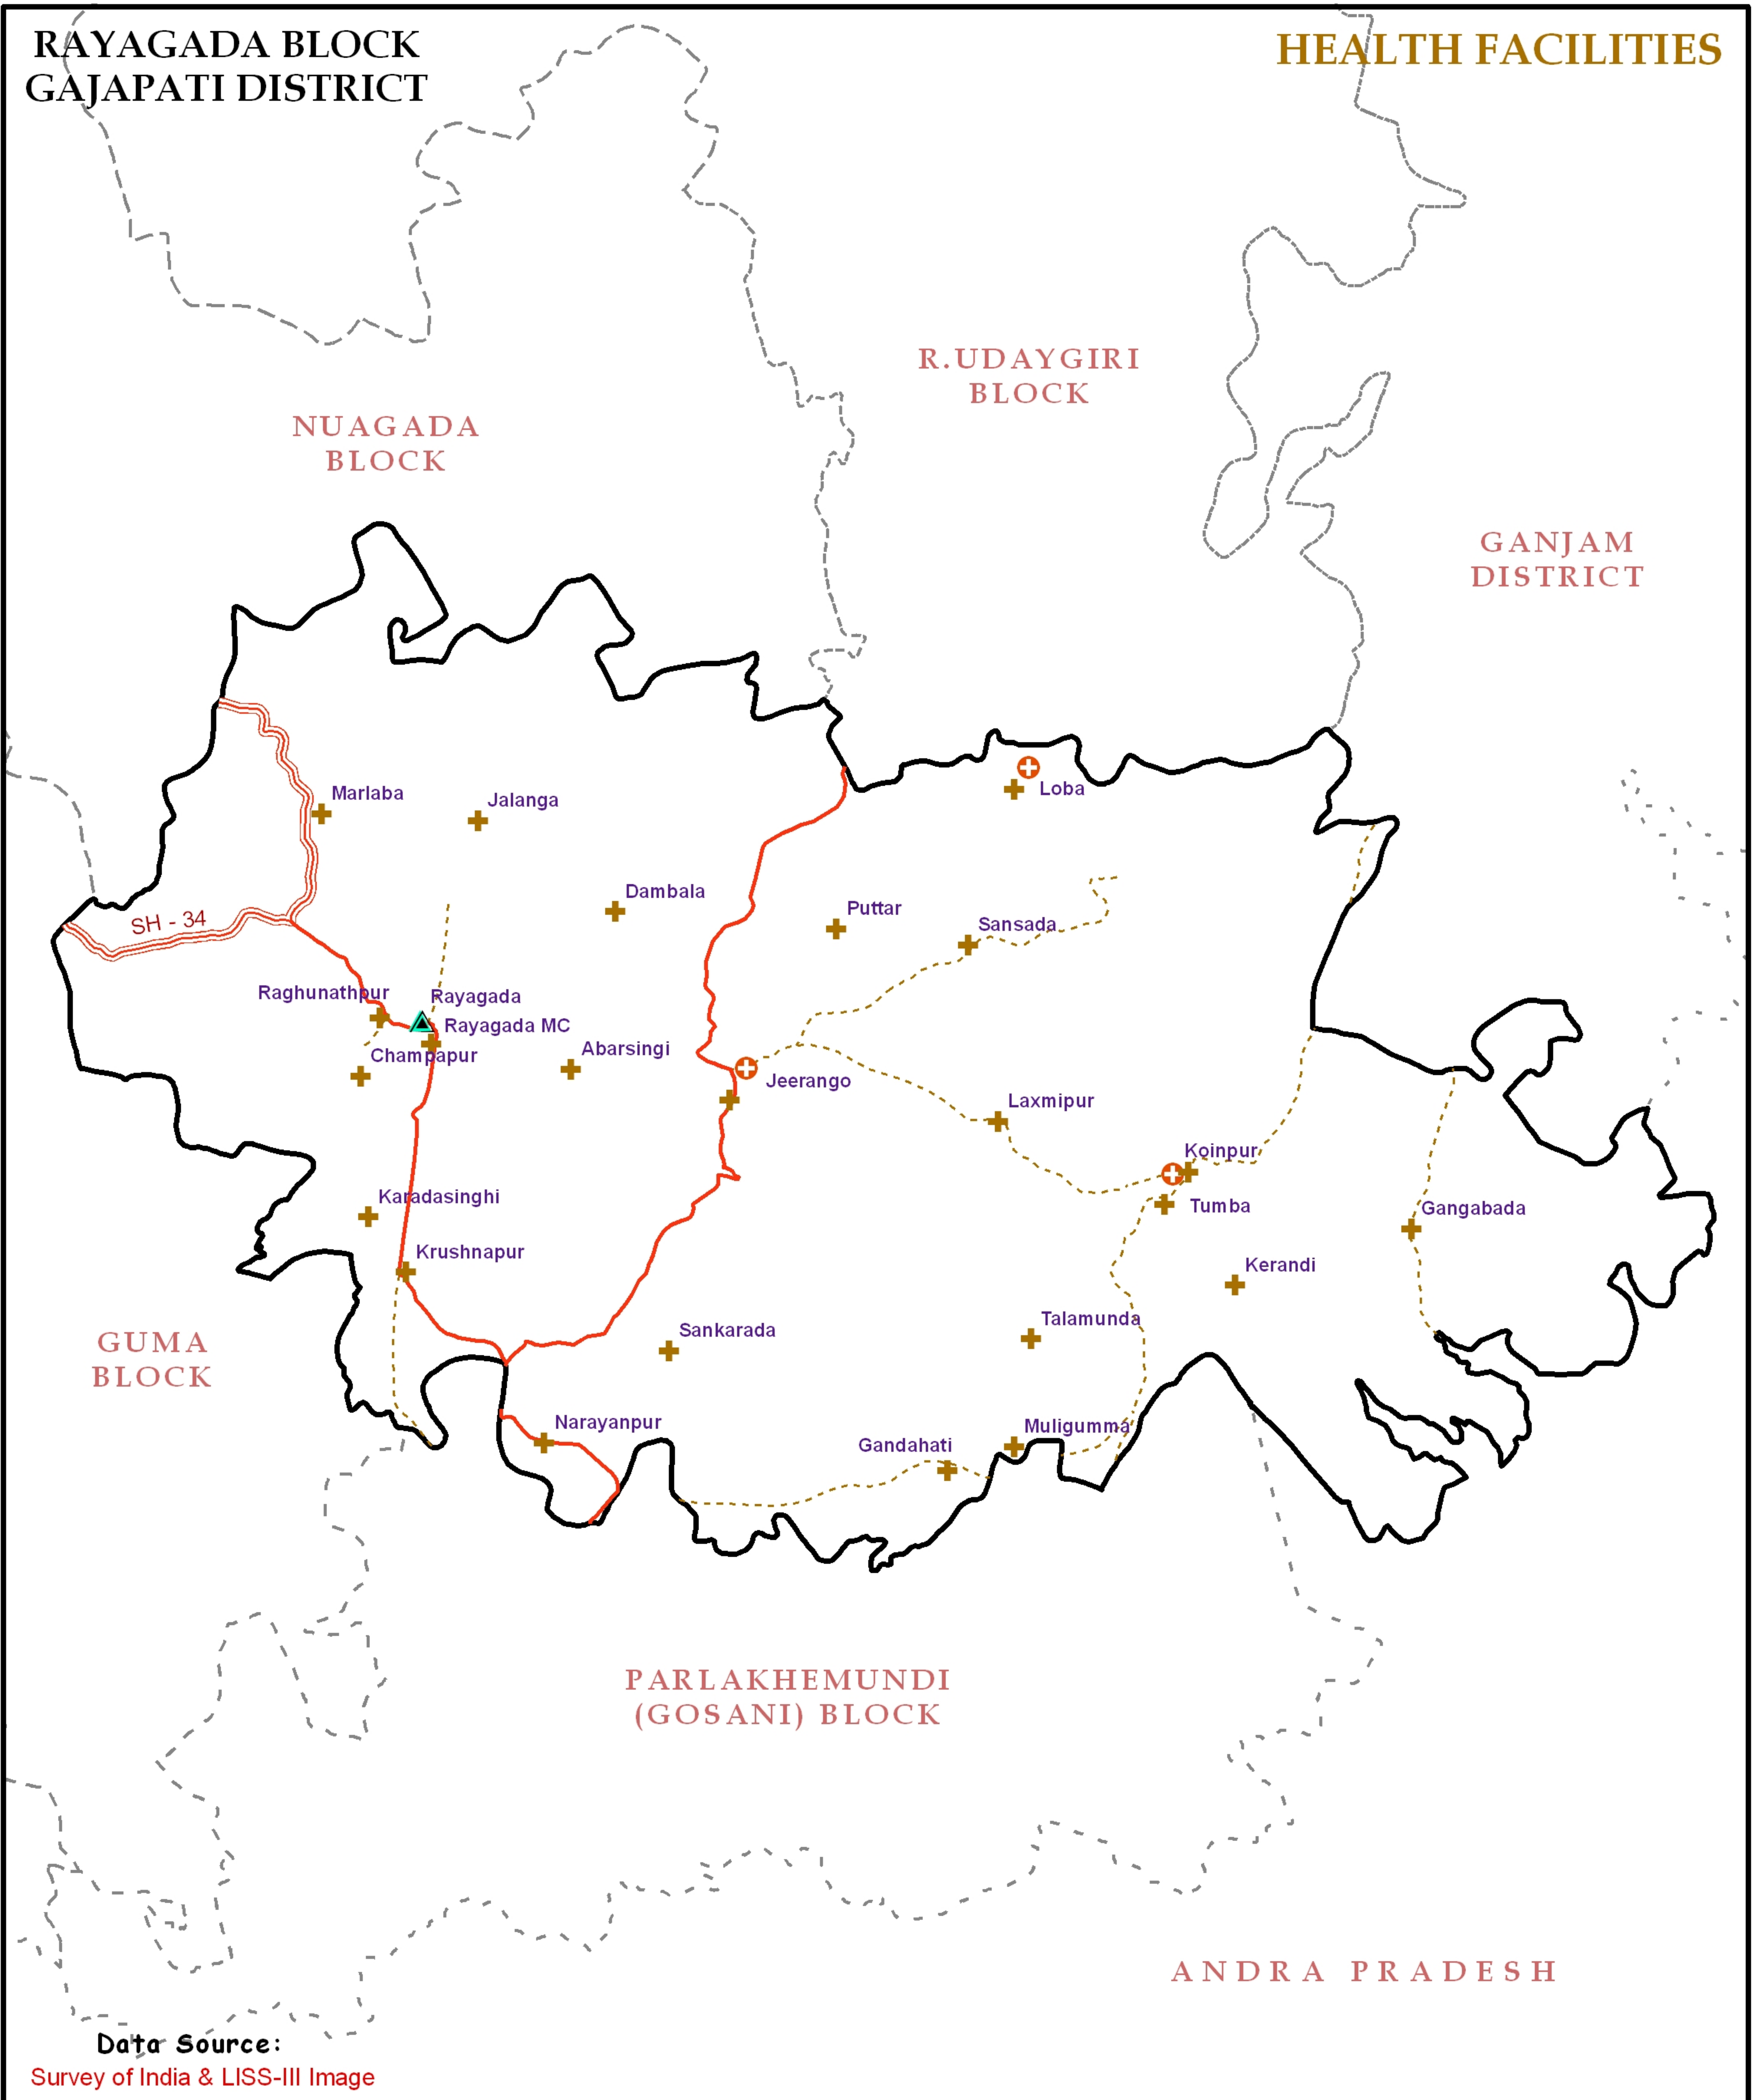 RAYAGADA BLOCK
GAJAPATI DISTRICT
HEALTH FACILITIES
R.UDAYGIRI
BLOCK
NUAGADA
BLOCK
GANJAM
DISTRICT
Marlaba
Jalanga
Loba
Dambala
Puttar
Sansada
SH - 34
Raghunathpur
Rayagada
Rayagada MC
Champapur
Abarsingi
Jeerango
Laxmipur
Koinpur
Karadasinghi
Tumba
Gangabada
Krushnapur
Kerandi
Talamunda
Sankarada
GUMA
BLOCK
Narayanpur
Muligumma
Gandahati
PARLAKHEMUNDI
(GOSANI) BLOCK
ANDRA PRADESH
Data Source:
Survey of India & LISS-III Image